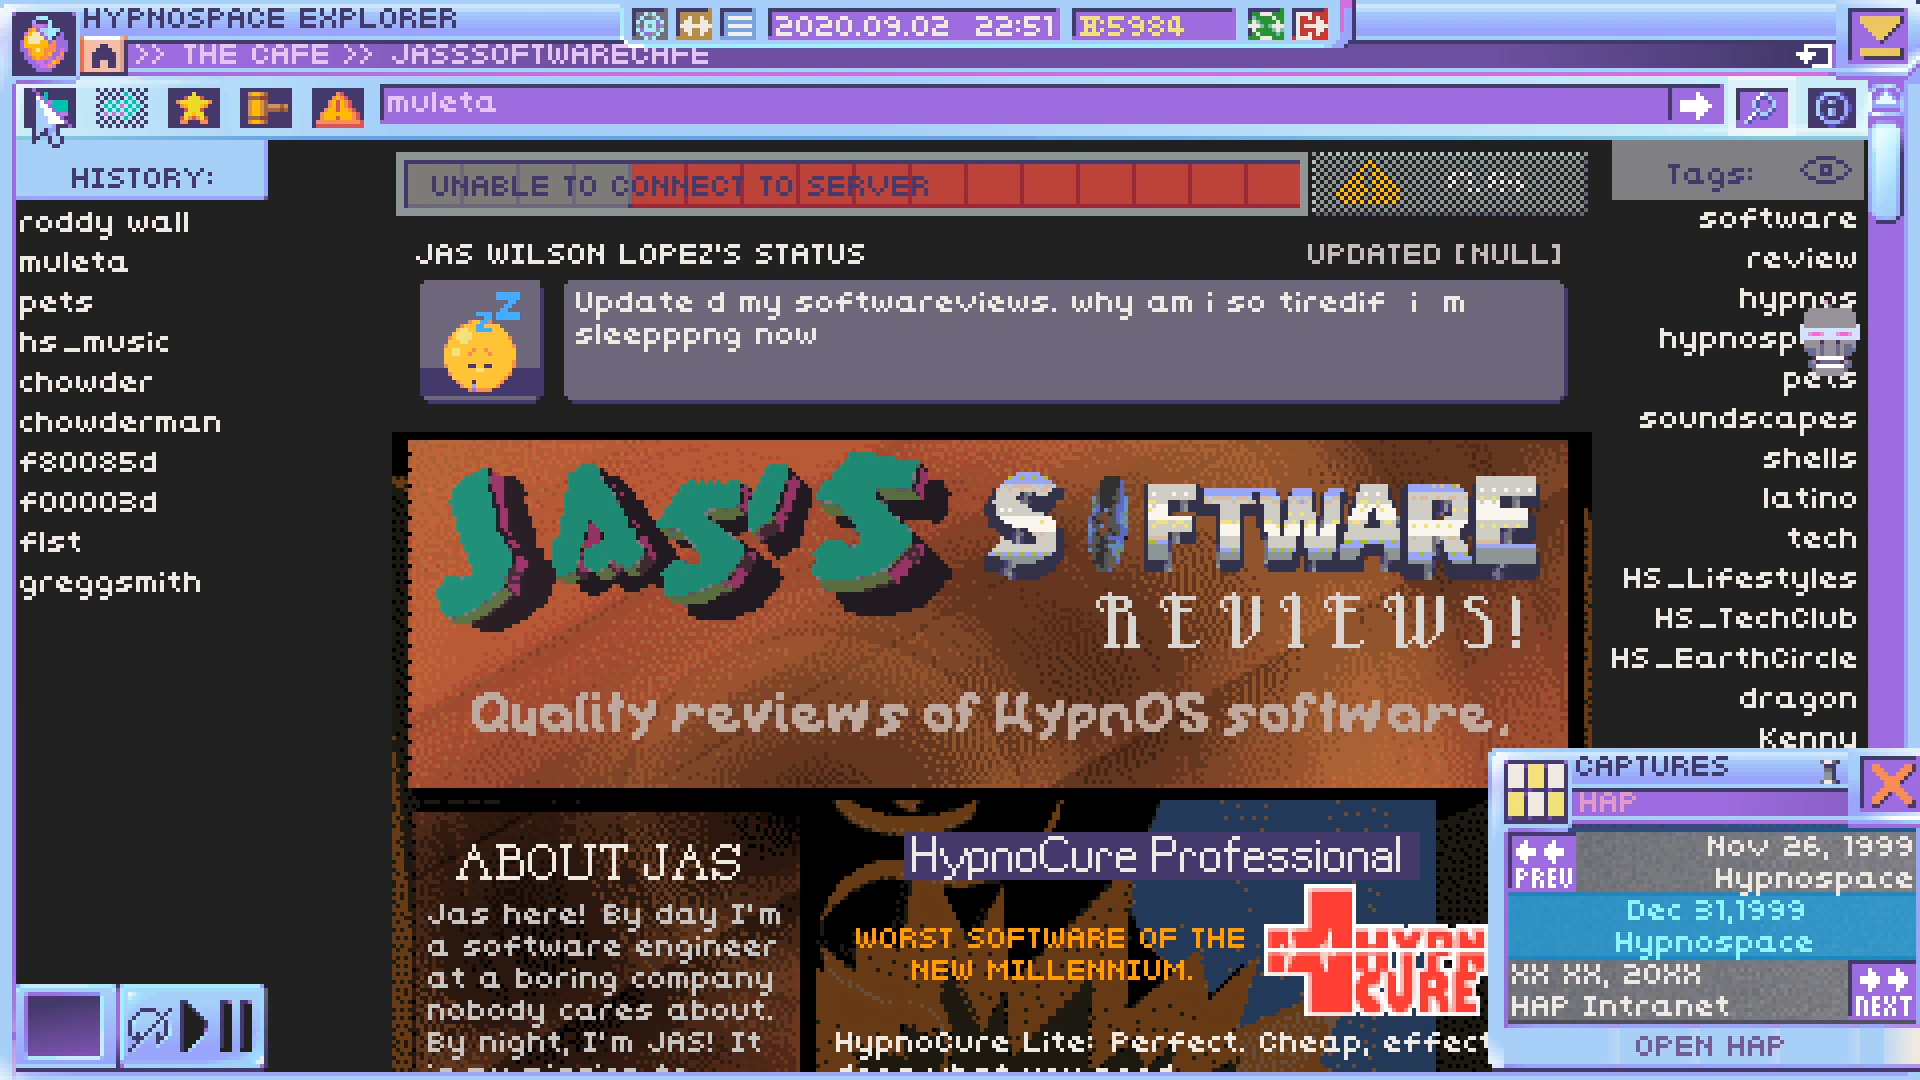 HYPNOSPACE EXPLORER
2020.09.02 22:51
5984
>> THE CAFE >> JASSSOFTWARECAFE
muleta
HISTORY:
roddy wall
muleta
pets
hs_music
chowder
chowderman
f80085d
f00003d
flst
greggsmith
UNABLE TO CONNECT TO SERVER
JAS WILSON LOPEZ'S STATUS
UPDATED [NULL]
Update d my softwareviews. why am i so tiredif i m
sleepppng now
JAS'S SOFTWARE
REVIEWS!
Quality reviews of HypnOS software.
ABOUT JAS
Jas here! By day I'm
a software engineer
at a boring company
nobody cares about.
By night, I'm JAS! It
HypnoCure Professional
WORST SOFTWARE OF THE
NEW MILLENNIUM.
HYPN
CURE
HypnoCure Lite: Perfect. Cheap,
Tags:
software
review
hypnos
pets
soundscapes
shells
latino
tech
HS_Lifestyles
HS_TechClub
HS_EarthCircle
dragon
Kenny
CAPTURES
HAP
PREV
Nov 26, 1999
Hypnospace
Dec 31,1999
Hypnospace
XX XX, 20XX
HAP Intranet
NEXT
OPEN HAP